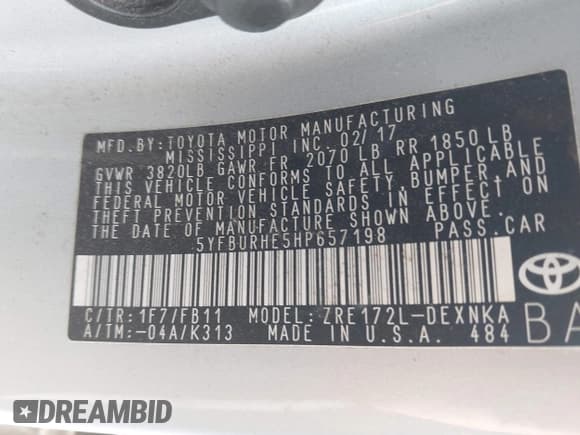 MFD.BY:TOYOTA MOTOR MANUFACTURING
MISSISSIPPI INC. 02/17
GVWR 3820LB GAWR FR 2070 LB RR 1850 LB
THIS VEHICLE CONFORMS TO ALL APPLICABLE
FEDERAL MOTOR VEHICLE SAFETY,BUMPER,AND
THEFT PREVENTION STANDARDS IN EFFECT ON
THE DATE OF MANUFACTURE SHOWN ABOVE.
5YFBURHE5HP657198 PASS.CAR
C/TR:1F7/FB11 MODEL:ZRE172L-DEXNKA
A/TM:-04A/K313 MADE IN U.S.A. 484
BA
DREAMBID